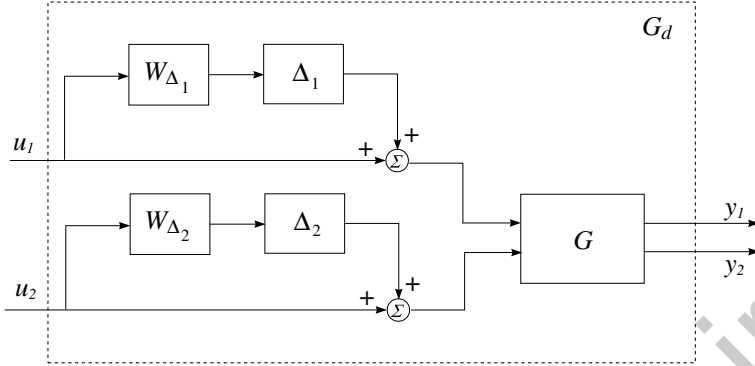 G_d
W_Δ₁ Δ₁
+
u_1 + Σ
W_Δ₂ Δ₂ G y_1
+ y_2
u_2 + Σ